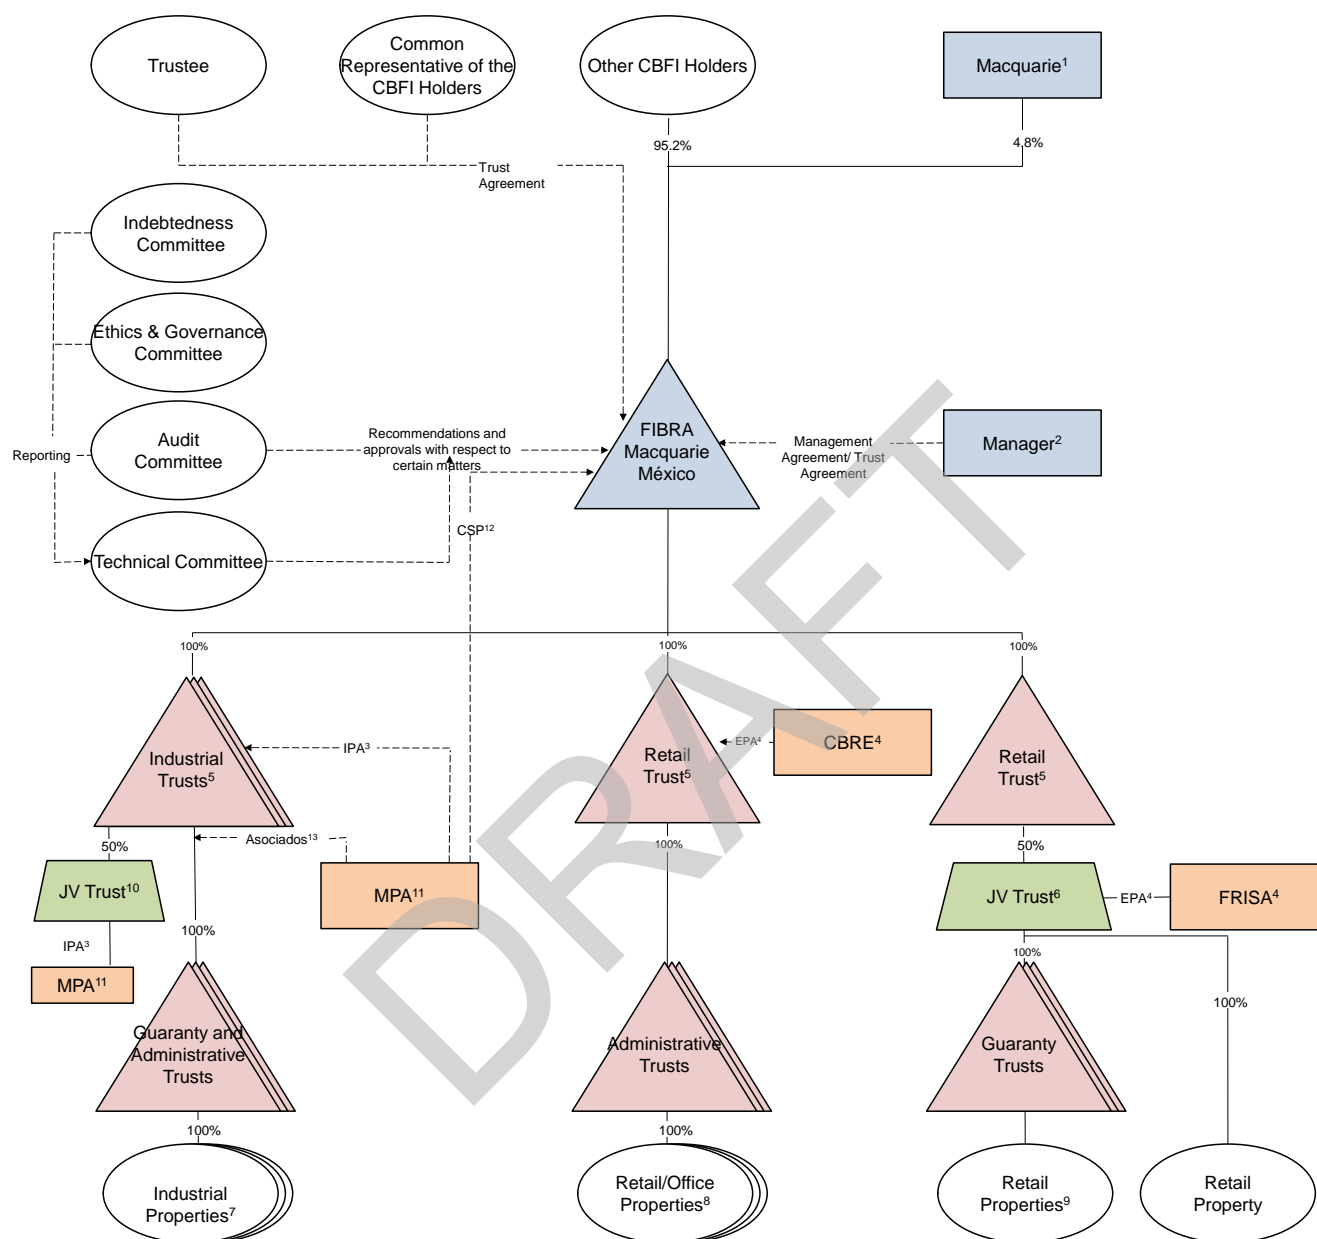 Trustee
Common
Representative of the
CBFI Holders
Other CBFI Holders
Macquarie¹
95.2%
4.8%
Trust
Agreement
Indebtedness
Committee
Ethics & Governance
Committee
Audit
Committee
Reporting
Recommendations and
approvals with respect to
certain matters
FIBRA
Macquarie
México
Management
Agreement/ Trust
Agreement
Manager²
CSP¹²
Technical Committee
100%
100%
100%
Industrial
Trusts⁵
IPA³
Retail
Trust⁵
EPA⁴
CBRE⁴
Retail
Trust⁵
50%
Asociados¹³
100%
50%
JV Trust¹⁰
MPA¹¹
JV Trust⁶
EPA⁴
FRISA⁴
IPA³
100%
100%
MPA¹¹
100%
Guaranty and
Administrative
Trusts
Administrative
Trusts
Guaranty
Trusts
100%
100%
Industrial
Properties⁷
Retail/Office
Properties⁸
Retail
Properties⁹
Retail
Property
DRAFT